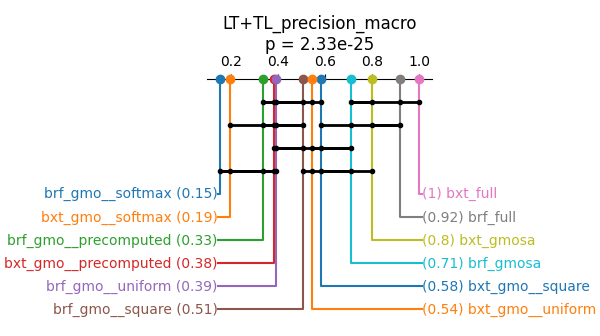 LT+TL_precision_macro
p = 2.33e-25
0.2 0.4 0.6 0.8 1.0
brf_gmo__softmax (0.15) (1) bxt_full
bxt_gmo__softmax (0.19) (0.92) brf_full
brf_gmo__precomputed (0.33) (0.8) bxt_gmosa
bxt_gmo__precomputed (0.38) (0.71) brf_gmosa
brf_gmo__uniform (0.39) (0.58) bxt_gmo__square
brf_gmo__square (0.51) (0.54) bxt_gmo__uniform